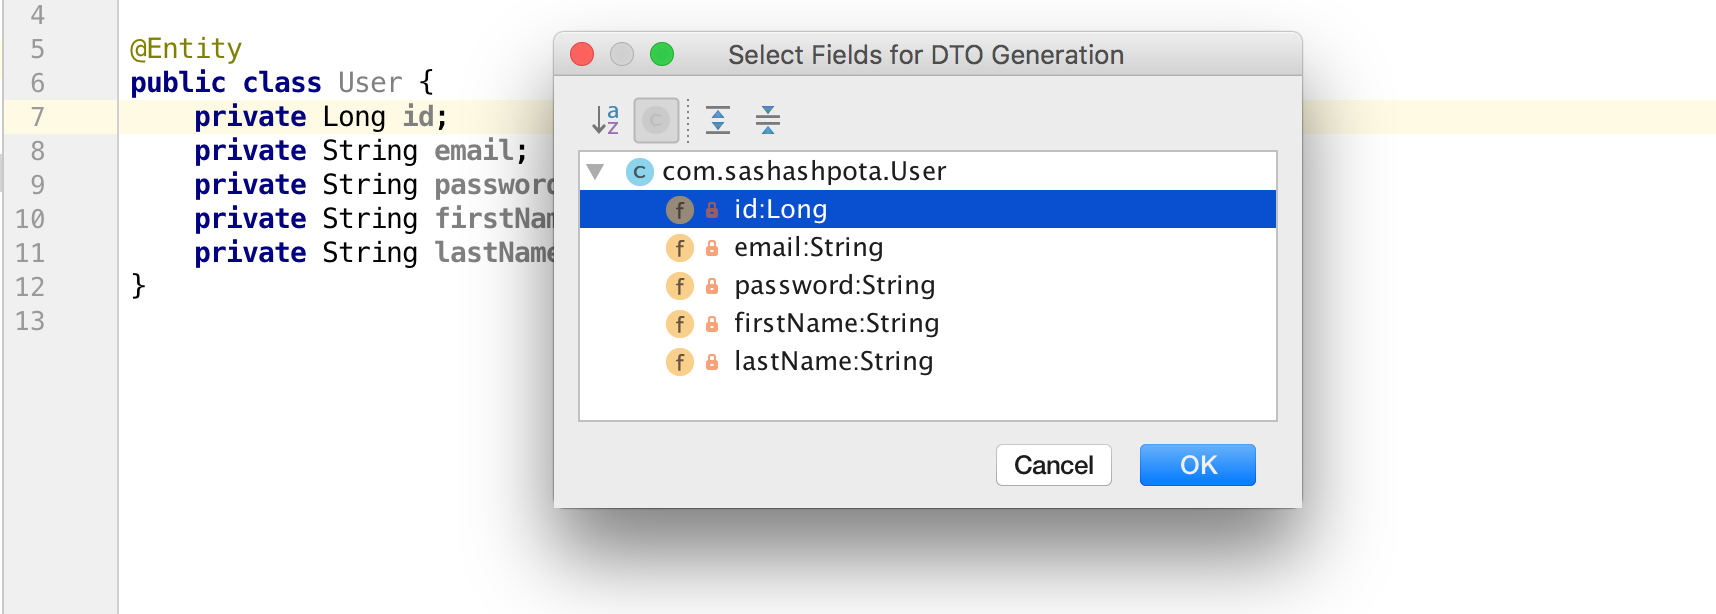 4
5 @Entity
6 public class User {
7 private Long id;
8 private String email;
9 private String password
10 private String firstNam
11 private String lastName
12 }
13
Select Fields for DTO Generation
a
z
C
C com.sashashpota.User
f id:Long
f email:String
f password:String
f firstName:String
f lastName:String
Cancel OK